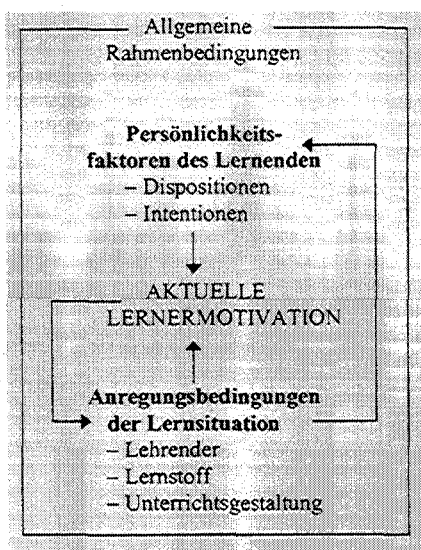 Allgemeine
Rahmenbedingungen
Persönlichkeits-
faktoren des Lernenden
– Dispositionen
– Intentionen
AKTUELLE
LERNERMOTIVATION
Anregungsbedingungen
der Lernsituation
– Lehrender
– Lernstoff
– Unterrichtsgestaltung